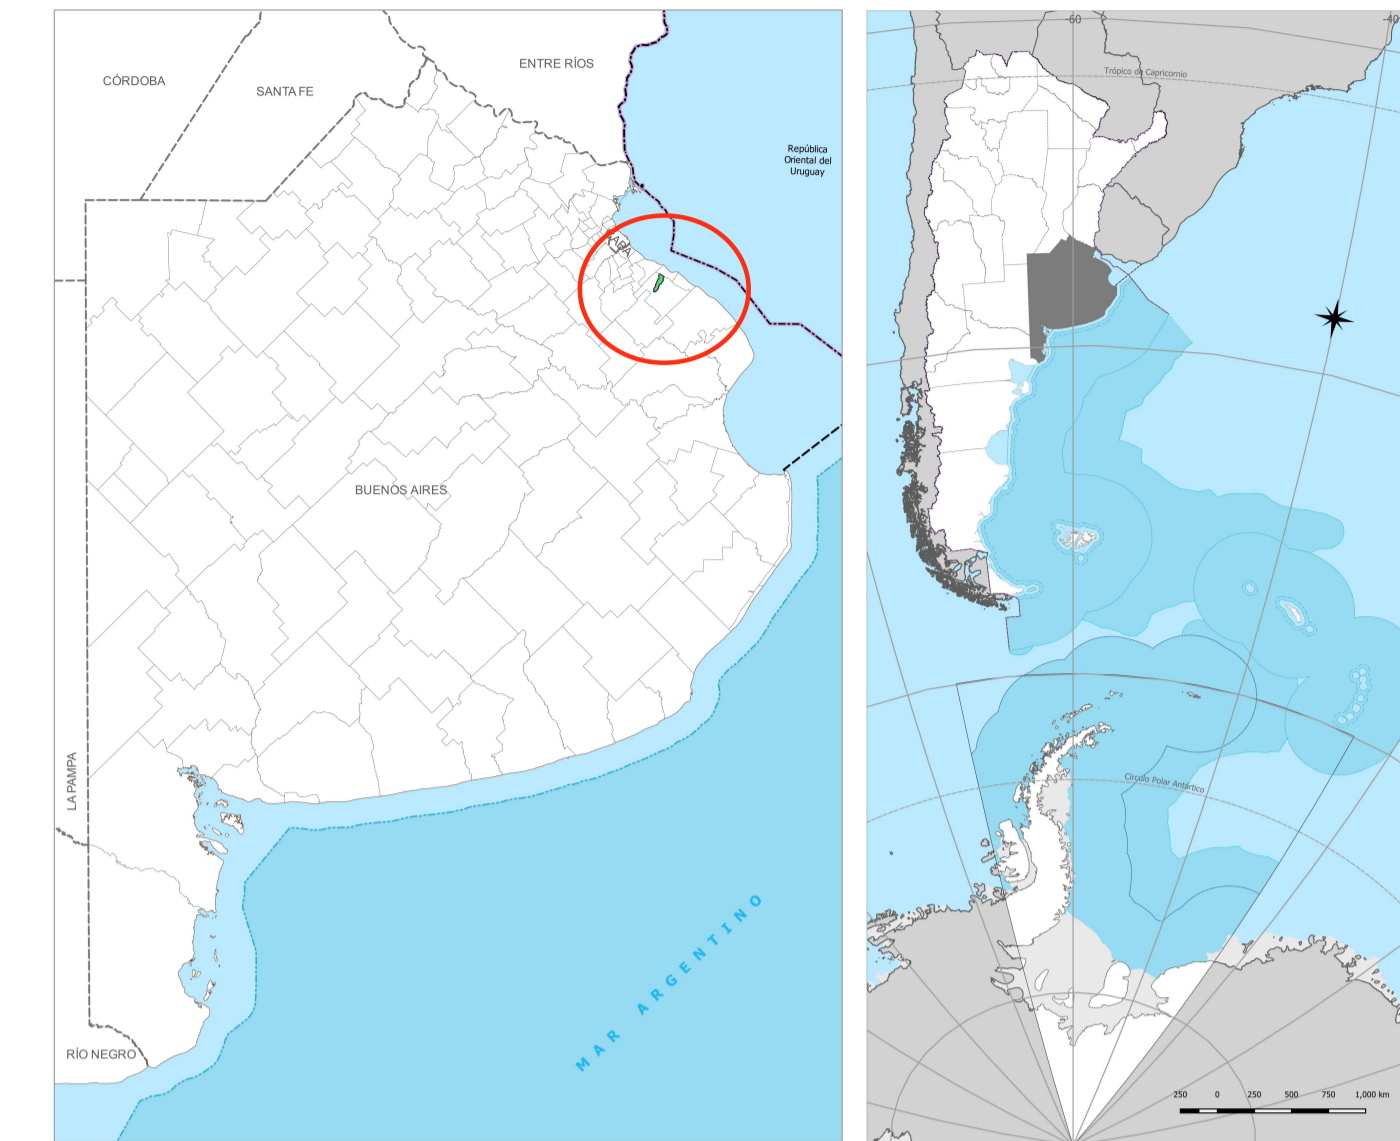 CÓRDOBA
SANTA FE
ENTRE RÍOS
República
Oriental del
Uruguay
CABA
BUENOS AIRES
LA PAMPA
RÍO NEGRO
MAR ARGENTINO
-60
-40
Trópico de Capricornio
Círculo Polar Antártico
250 0 250 500 750 1,000 km